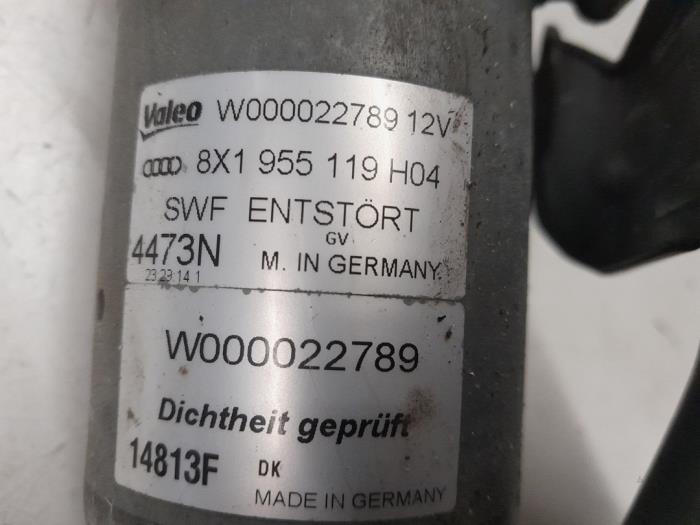 Valeo W000022789 12V
8X1 955 119 H04
SWF ENTSTÖRT
GV
4473N M. IN GERMANY
23 29 14 1
W000022789
Dichtheit geprüft
14813F DK
MADE IN GERMANY